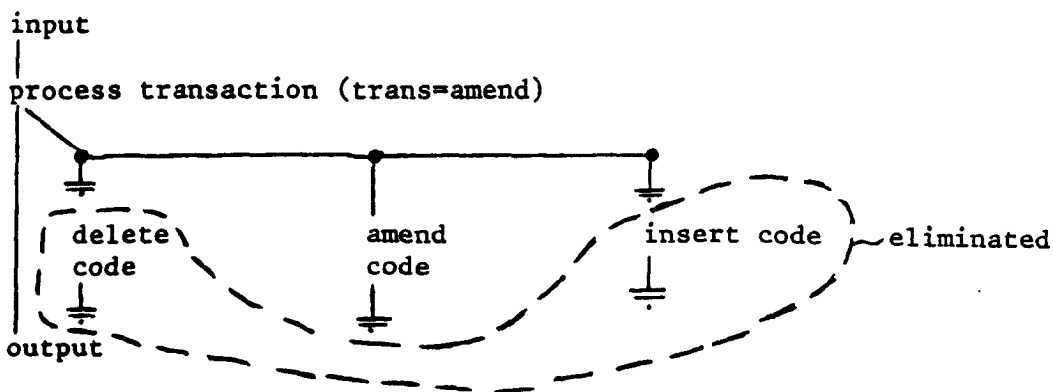 input
process transaction (trans=amend)
delete
code
amend
code
insert code
eliminated
output